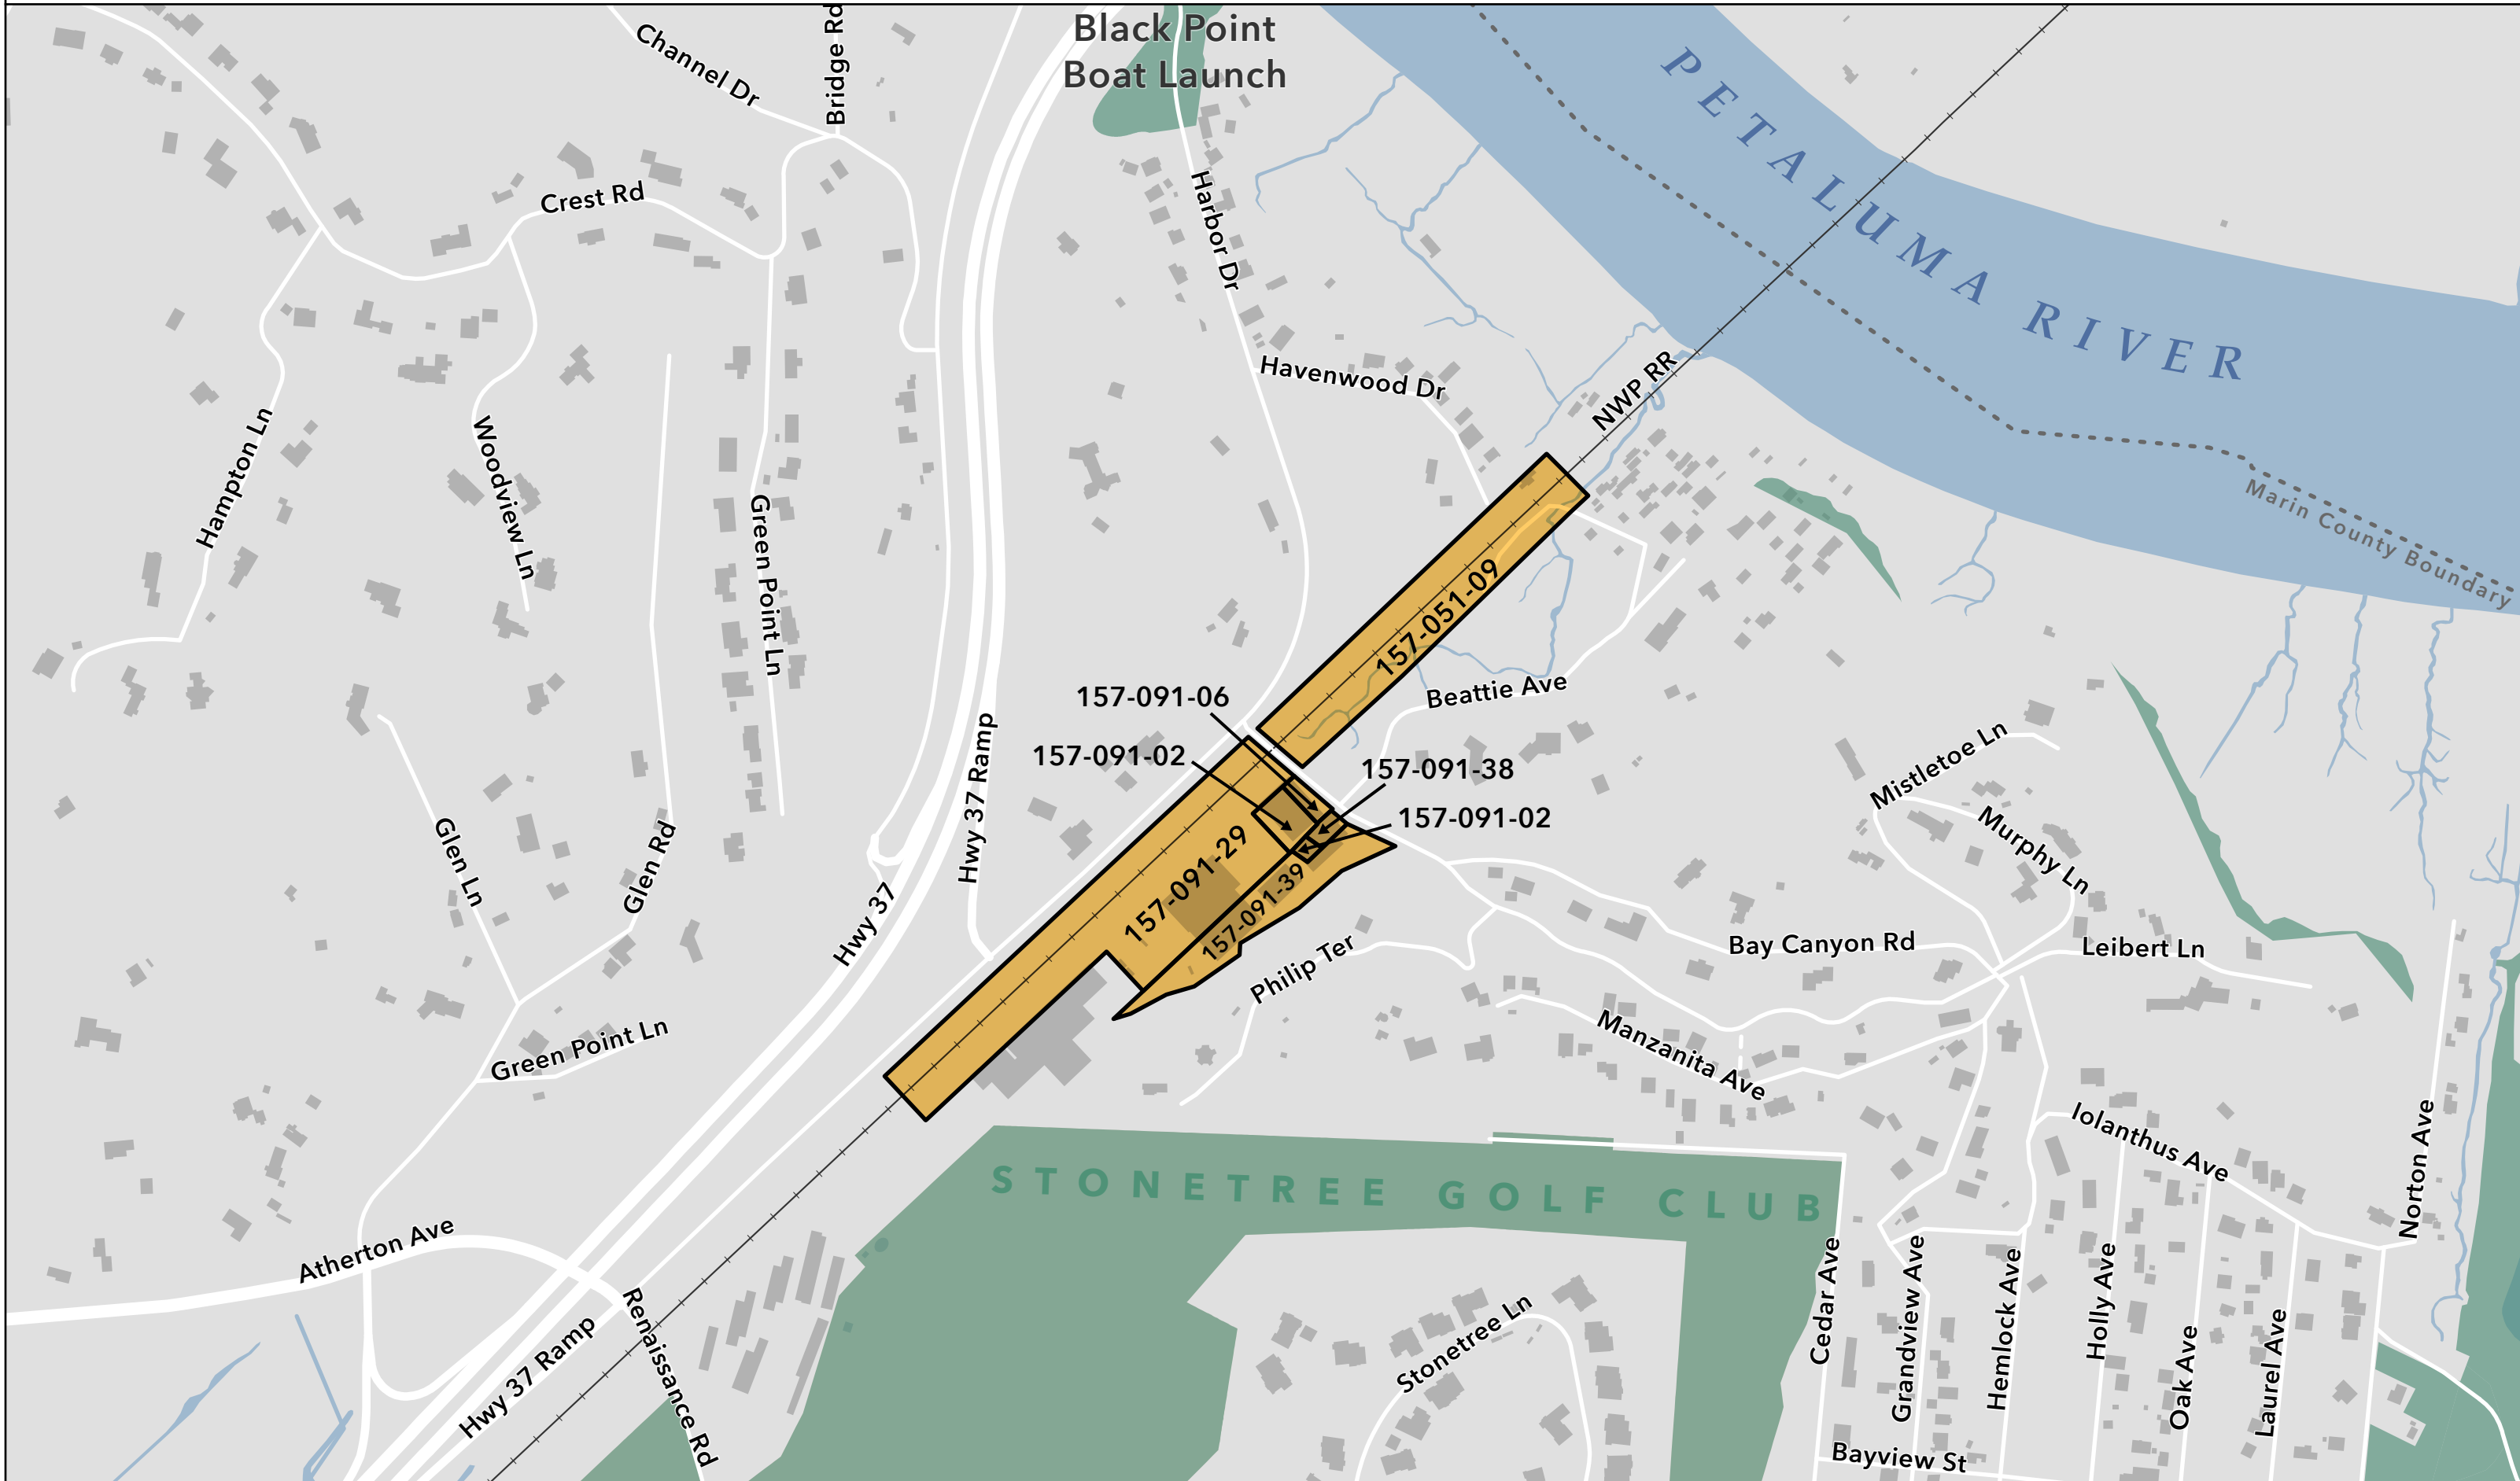 Black Point
Boat Launch
Channel Dr
Bridge Rd
PETALUMA RIVER
Crest Rd
Harbor Dr
Havenwood Dr
NWP RR
Hampton Ln
Woodview Ln
Green Point Ln
Marin County Boundary
157-051-09
157-091-06
Beattie Ave
157-091-02
157-091-38
157-091-02
Hwy 37 Ramp
Mistletoe Ln
Murphy Ln
Glen Ln
Glen Rd
157-091-29
157-091-39
Hwy 37
Philip Ter
Bay Canyon Rd
Leibert Ln
Green Point Ln
Manzanita Ave
Iolanthus Ave
Norton Ave
STONETREE GOLF CLUB
Atherton Ave
Renaissance Rd
Hwy 37 Ramp
Stonetree Ln
Cedar Ave
Grandview Ave
Hemlock Ave
Holly Ave
Oak Ave
Laurel Ave
Bayview St